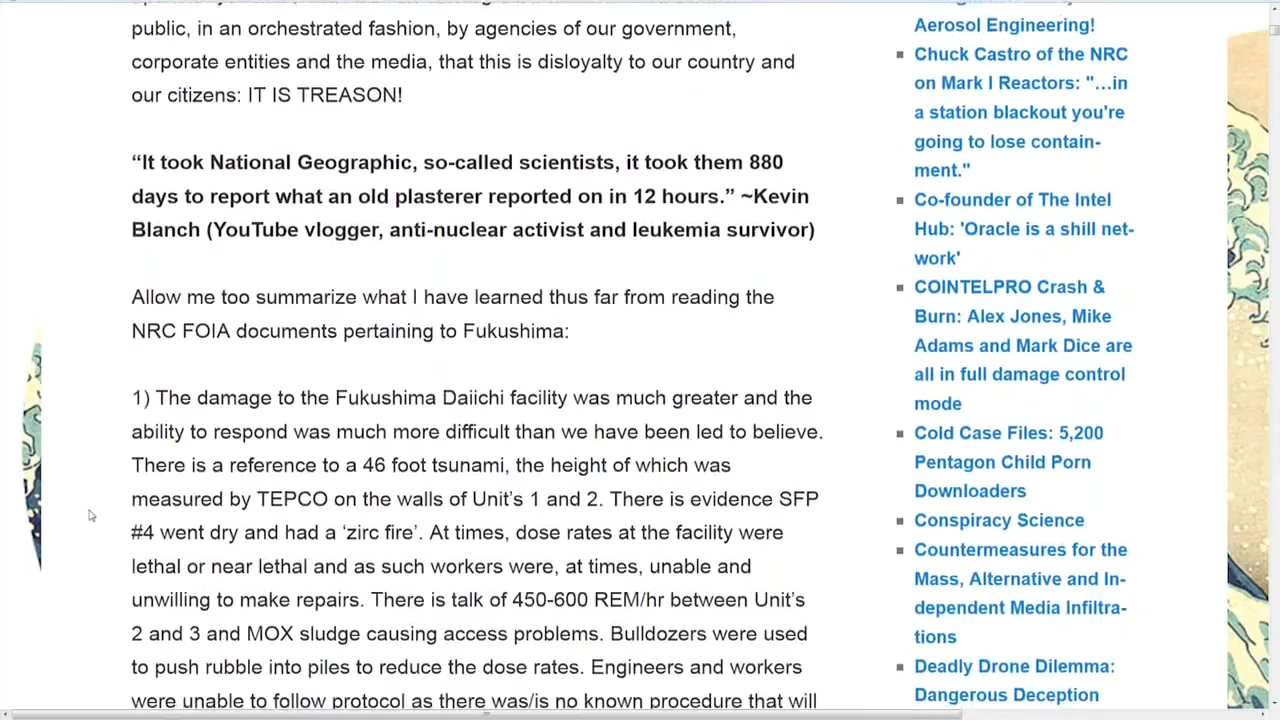 public, in an orchestrated fashion, by agencies of our government,
corporate entities and the media, that this is disloyalty to our country and
our citizens: IT IS TREASON!
“It took National Geographic, so-called scientists, it took them 880
days to report what an old plasterer reported on in 12 hours.” ~Kevin
Blanch (YouTube vlogger, anti-nuclear activist and leukemia survivor)
Allow me too summarize what I have learned thus far from reading the
NRC FOIA documents pertaining to Fukushima:
1) The damage to the Fukushima Daiichi facility was much greater and the
ability to respond was much more difficult than we have been led to believe.
There is a reference to a 46 foot tsunami, the height of which was
measured by TEPCO on the walls of Unit’s 1 and 2. There is evidence SFP
#4 went dry and had a ‘zirc fire’. At times, dose rates at the facility were
lethal or near lethal and as such workers were, at times, unable and
unwilling to make repairs. There is talk of 450-600 REM/hr between Unit’s
2 and 3 and MOX sludge causing access problems. Bulldozers were used
to push rubble into piles to reduce the dose rates. Engineers and workers
were unable to follow protocol as there was/is no known procedure that will
Aerosol Engineering!
Chuck Castro of the NRC
on Mark I Reactors: "…in
a station blackout you're
going to lose contain-
ment."
Co-founder of The Intel
Hub: 'Oracle is a shill net-
work'
COINTELPRO Crash &
Burn: Alex Jones, Mike
Adams and Mark Dice are
all in full damage control
mode
Cold Case Files: 5,200
Pentagon Child Porn
Downloaders
Conspiracy Science
Countermeasures for the
Mass, Alternative and In-
dependent Media Infiltra-
tions
Deadly Drone Dilemma:
Dangerous Deception